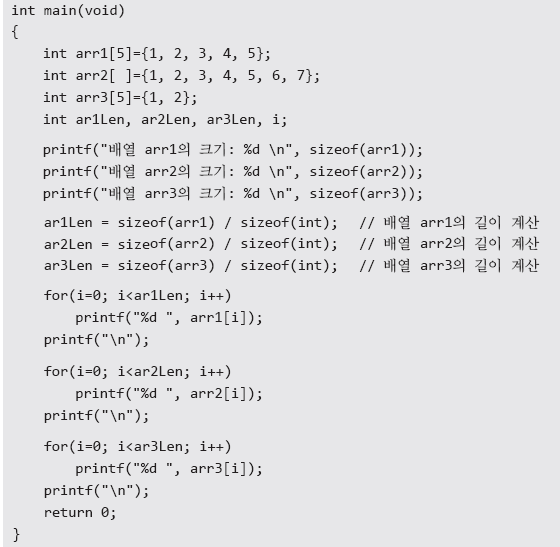 int main(void)
{
    int arr1[5]={1, 2, 3, 4, 5};
    int arr2[ ]={1, 2, 3, 4, 5, 6, 7};
    int arr3[5]={1, 2};
    int ar1Len, ar2Len, ar3Len, i;
    printf("배열 arr1의 크기: %d \n", sizeof(arr1));
    printf("배열 arr2의 크기: %d \n", sizeof(arr2));
    printf("배열 arr3의 크기: %d \n", sizeof(arr3));
    ar1Len = sizeof(arr1) / sizeof(int);  // 배열 arr1의 길이 계산
    ar2Len = sizeof(arr2) / sizeof(int);  // 배열 arr2의 길이 계산
    ar3Len = sizeof(arr3) / sizeof(int);  // 배열 arr3의 길이 계산
    for(i=0; i<ar1Len; i++)
        printf("%d ", arr1[i]);
    printf("\n");
    for(i=0; i<ar2Len; i++)
        printf("%d ", arr2[i]);
    printf("\n");
    for(i=0; i<ar3Len; i++)
        printf("%d ", arr3[i]);
    printf("\n");
    return 0;
}